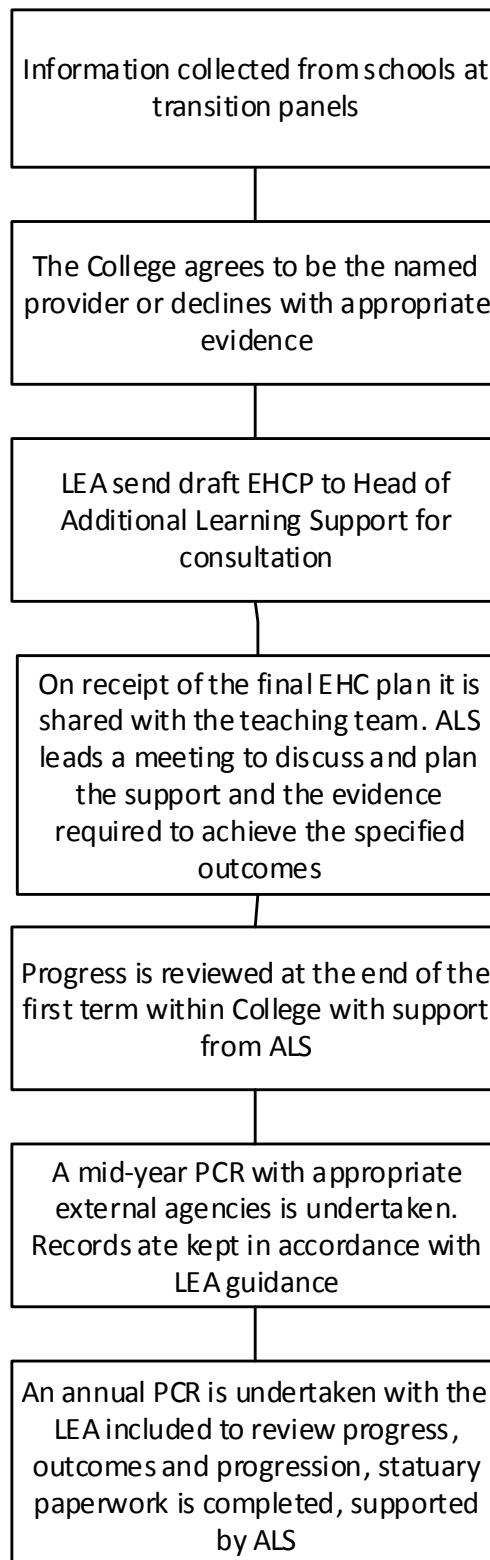 Information collected from schools at
transition panels
The College agrees to be the named
provider or declines with appropriate
evidence
LEA send draft EHCP to Head of
Additional Learning Support for
consultation
On receipt of the final EHC plan it is
shared with the teaching team. ALS
leads a meeting to discuss and plan
the support and the evidence
required to achieve the specified
outcomes
Progress is reviewed at the end of the
first term within College with support
from ALS
A mid-year PCR with appropriate
external agencies is undertaken.
Records ate kept in accordance with
LEA guidance
An annual PCR is undertaken with the
LEA included to review progress,
outcomes and progression, statuary
paperwork is completed, supported
by ALS